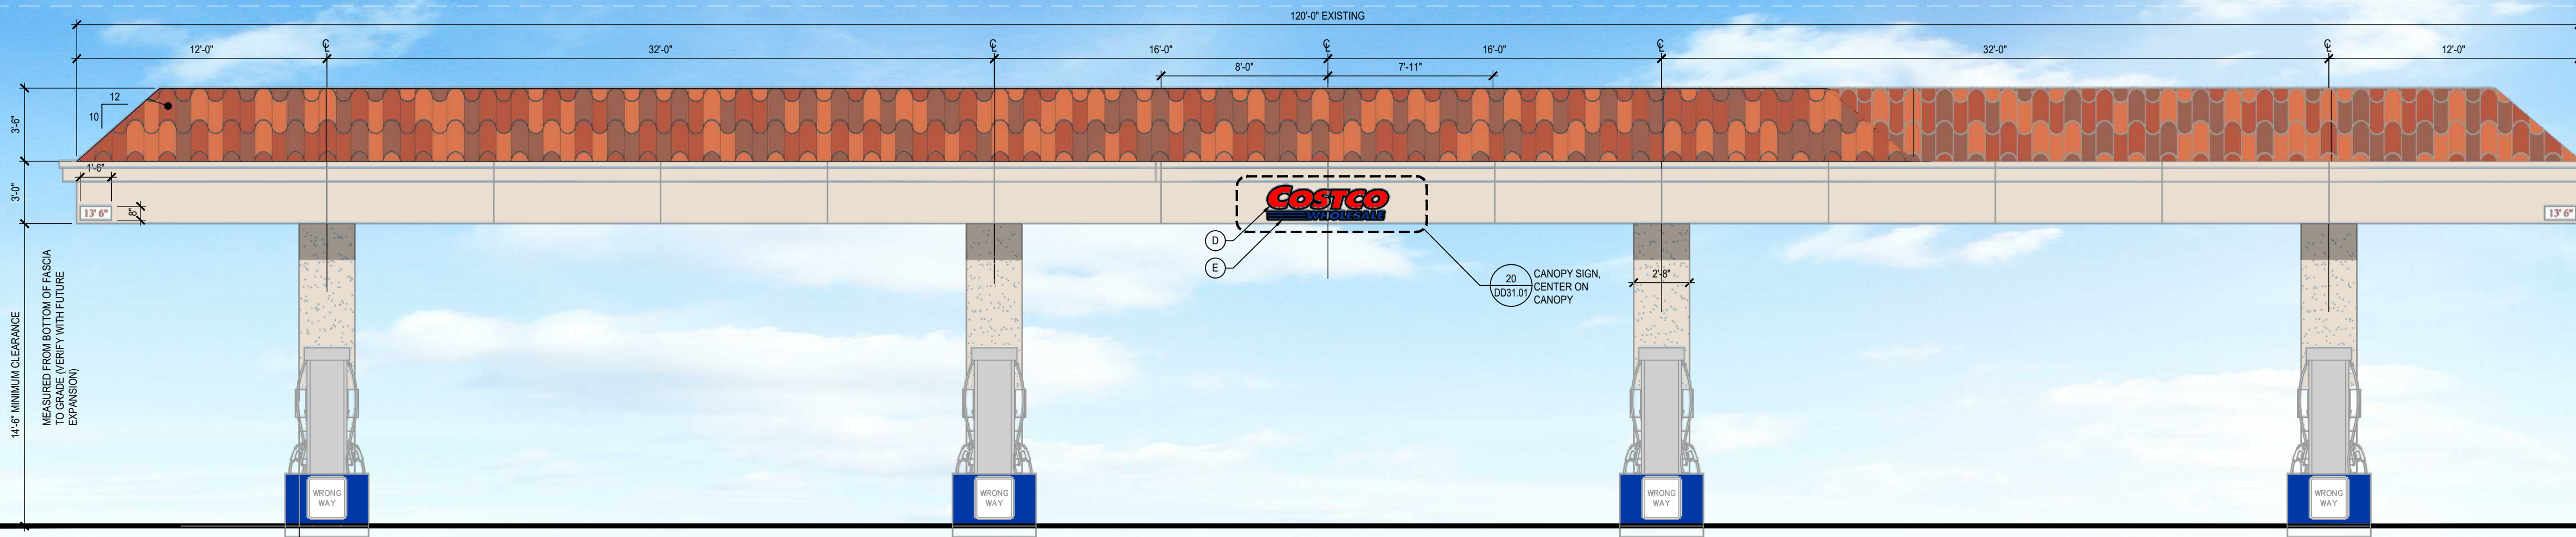 120'-0" EXISTING
12'-0"
℄
32'-0"
℄
16'-0"
℄
16'-0"
℄
32'-0"
℄
12'-0"
8'-0"
7'-11"
12
10
3'-6"
1'-6"
3'-0"
13' 6"
8"
COSTCO
WHOLESALE
13' 6"
D
E
20
DD31.01
CANOPY SIGN,
CENTER ON
CANOPY
2'-8"
14'-6" MINIMUM CLEARANCE
MEASURED FROM BOTTOM OF FASCIA
TO GRADE (VERIFY WITH FUTURE
EXPANSION)
WRONG
WAY
WRONG
WAY
WRONG
WAY
WRONG
WAY